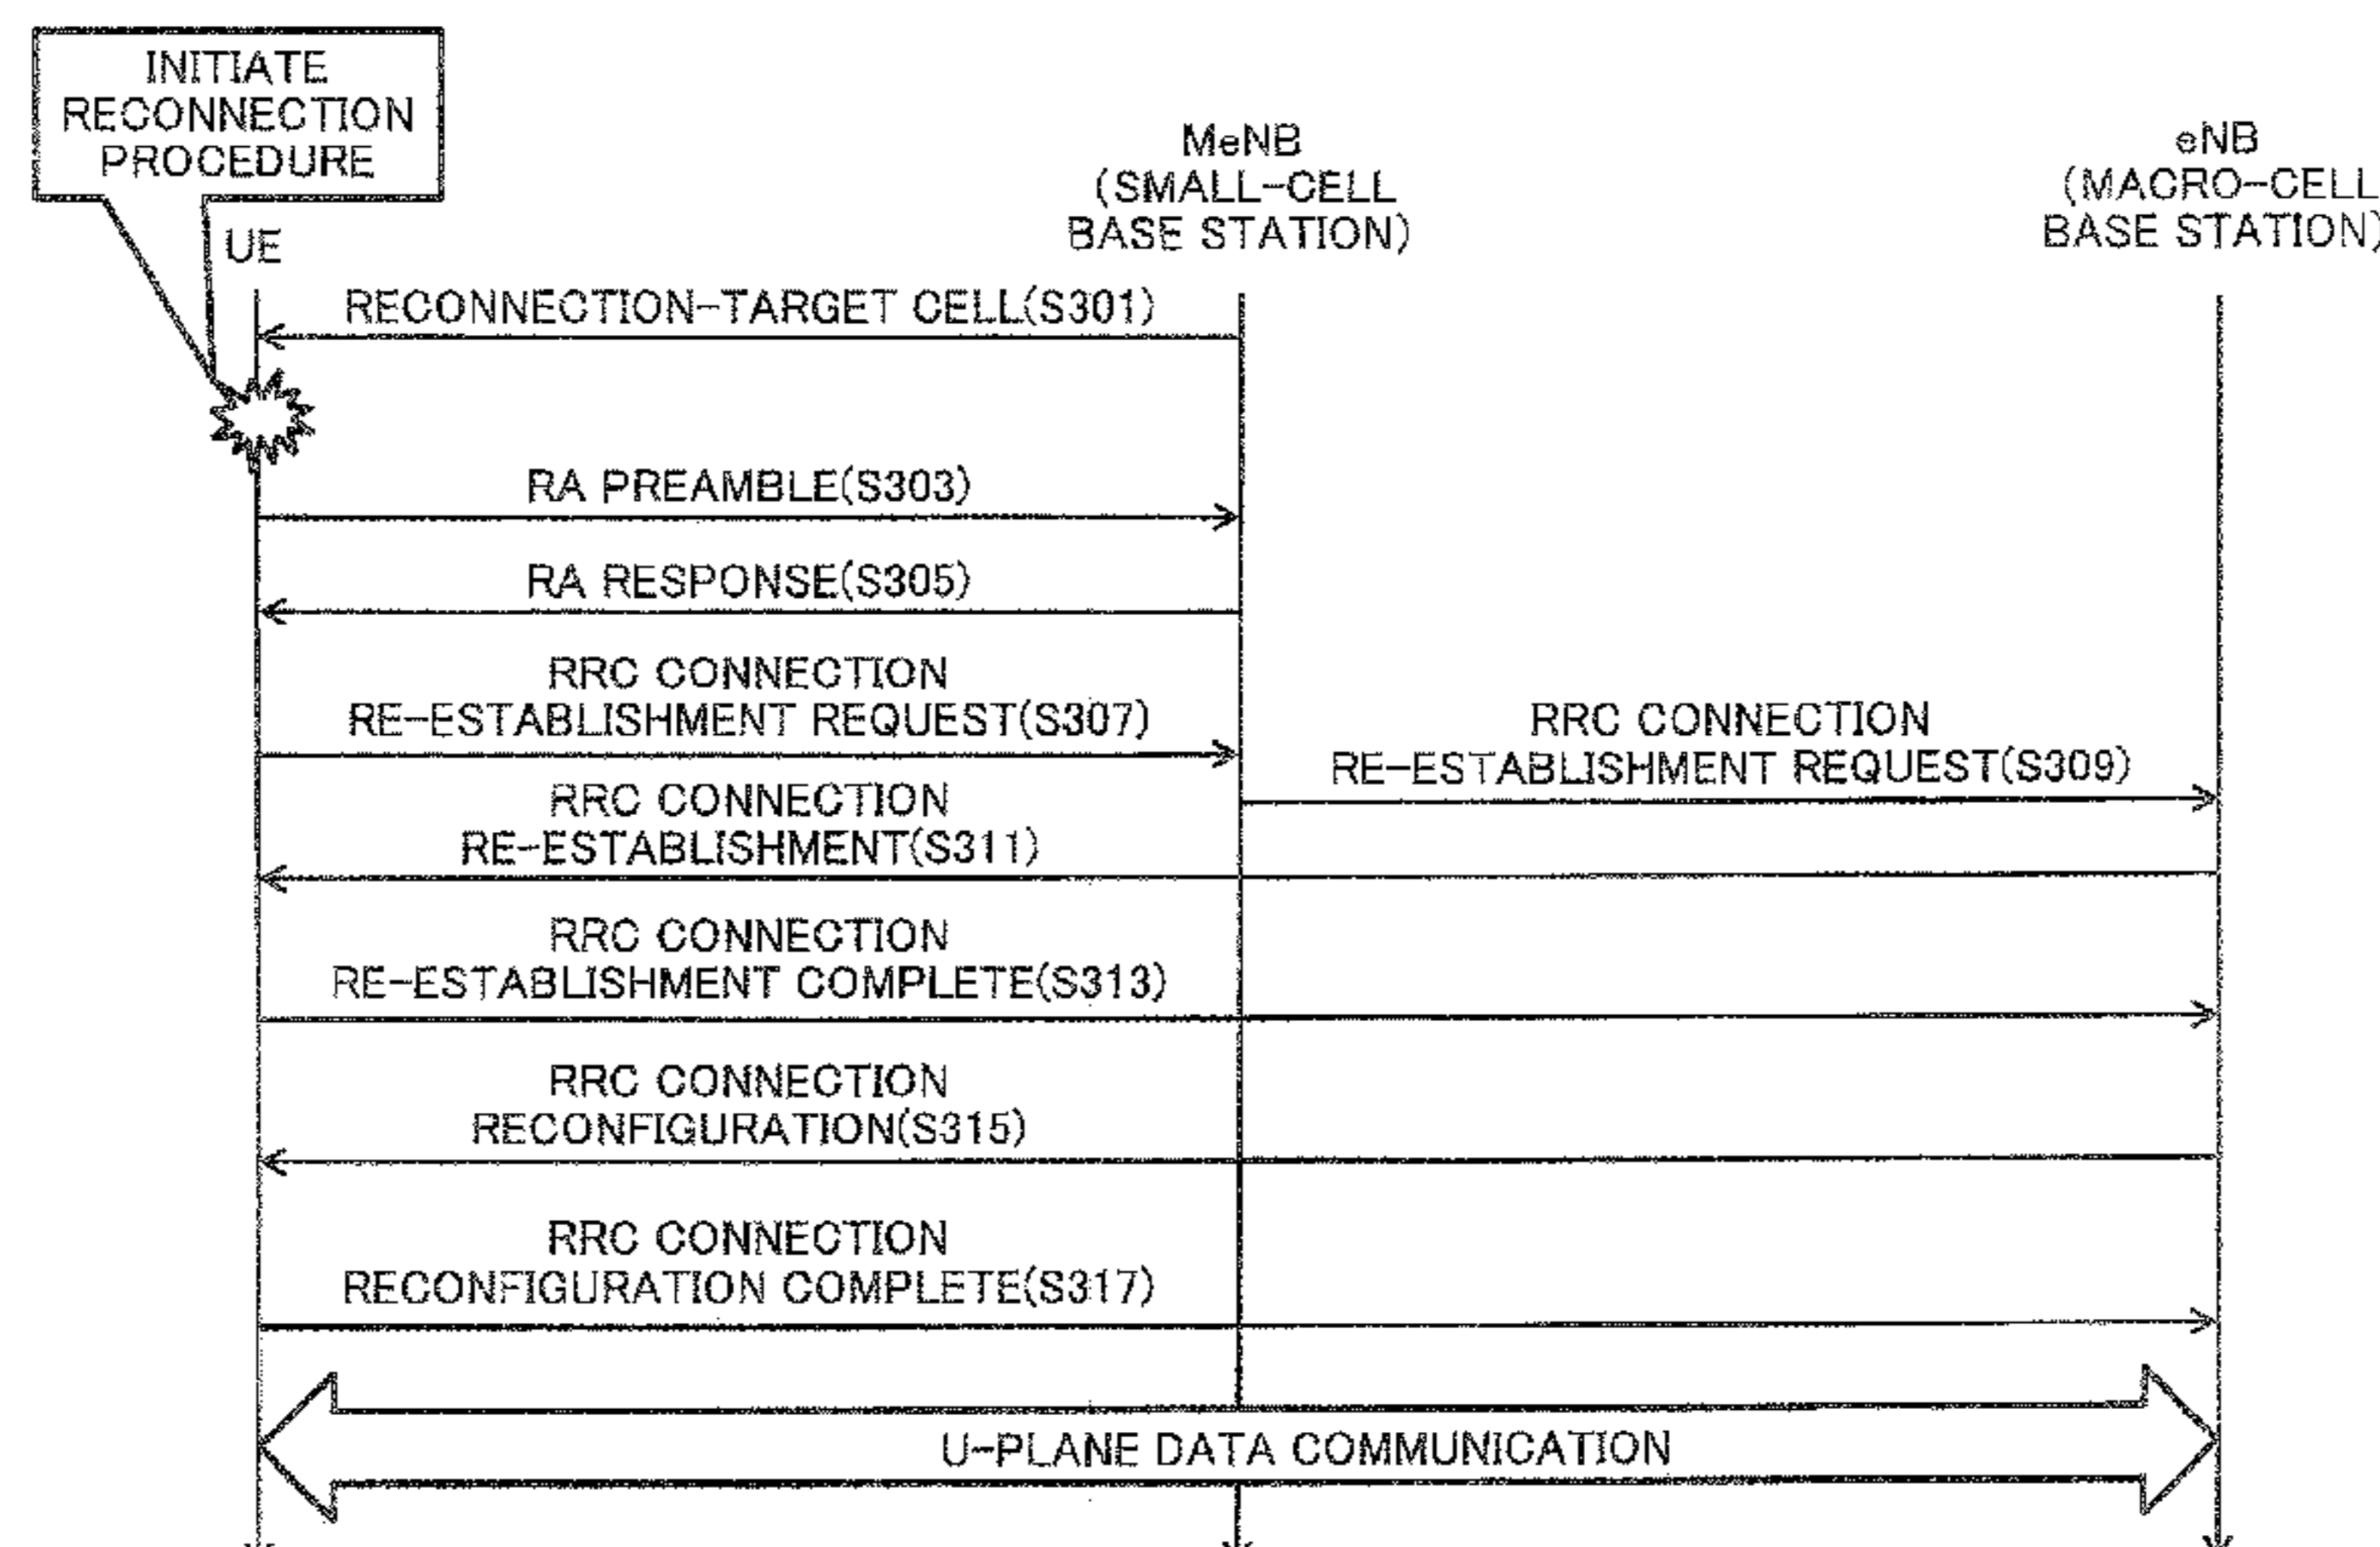 INITIATE
RECONNECTION
PROCEDURE
UE
MeNB
(SMALL-CELL
BASE STATION)
eNB
(MACRO-CELL
BASE STATION)
RECONNECTION-TARGET CELL(S301)
RA PREAMBLE(S303)
RA RESPONSE(S305)
RRC CONNECTION
RE-ESTABLISHMENT REQUEST(S307)
RRC CONNECTION
RE-ESTABLISHMENT REQUEST(S309)
RRC CONNECTION
RE-ESTABLISHMENT(S311)
RRC CONNECTION
RE-ESTABLISHMENT COMPLETE(S313)
RRC CONNECTION
RECONFIGURATION(S315)
RRC CONNECTION
RECONFIGURATION COMPLETE(S317)
U-PLANE DATA COMMUNICATION